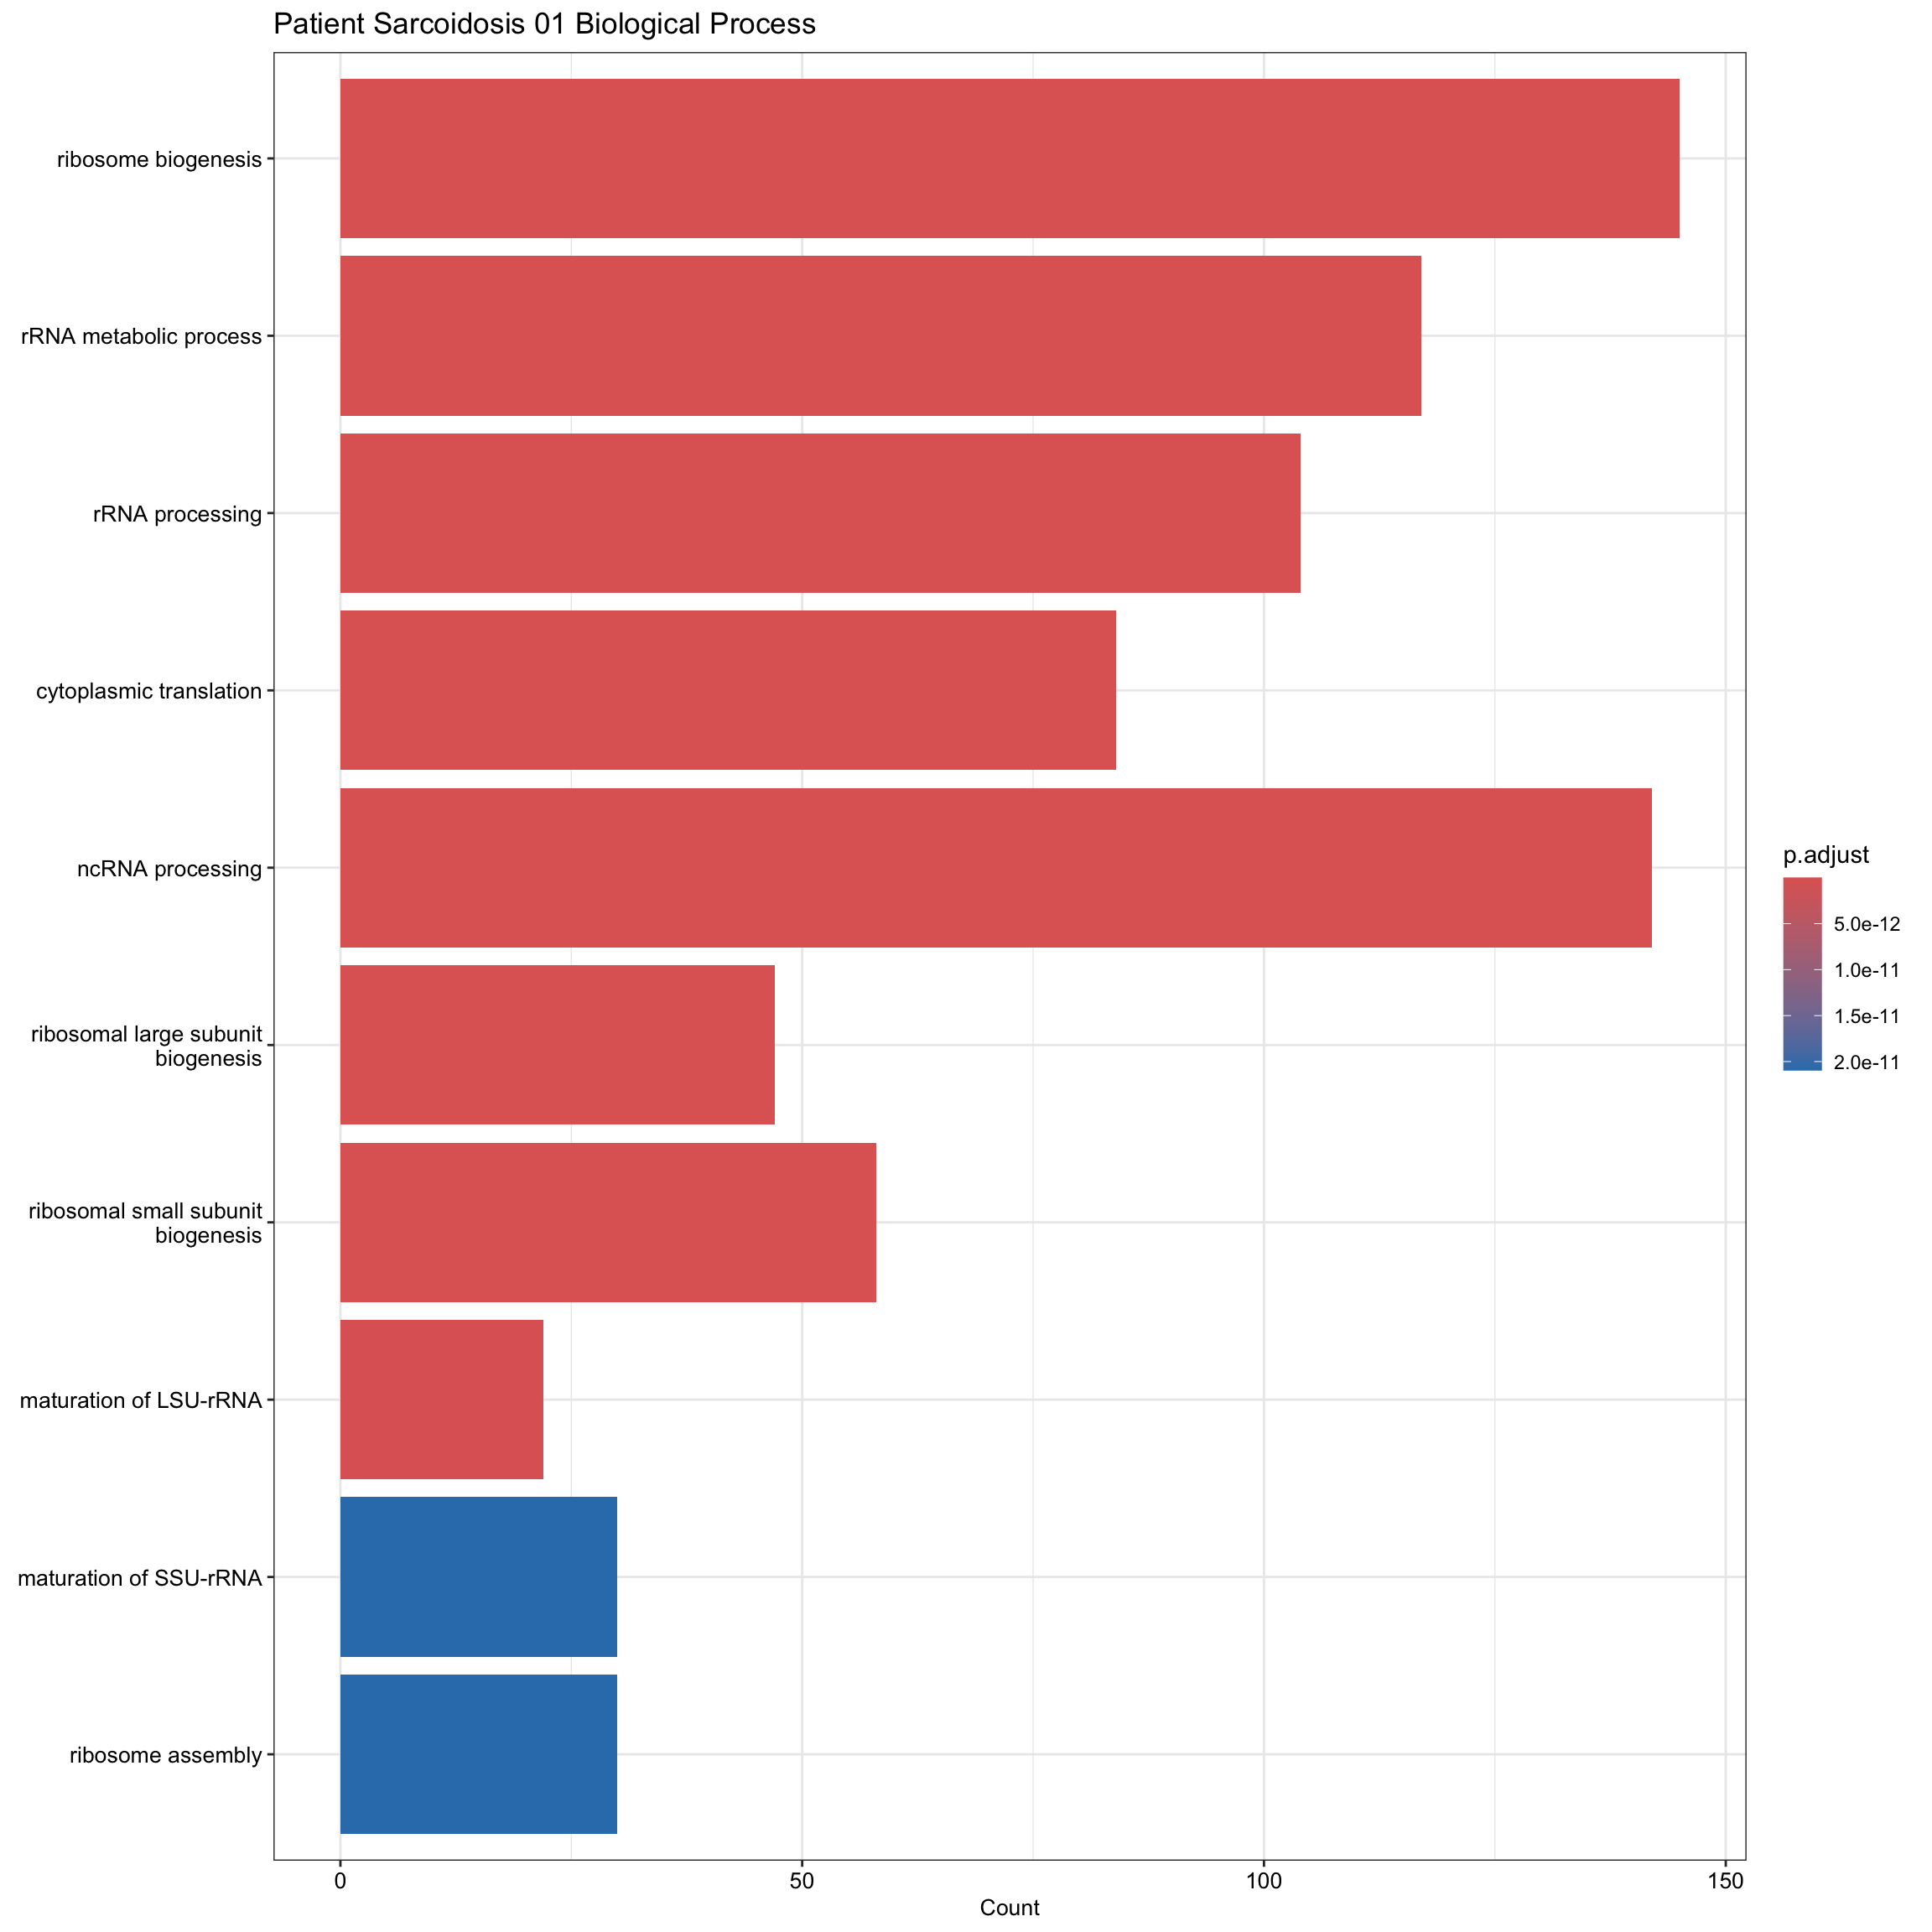 Patient Sarcoidosis 01 Biological Process
ribosome biogenesis
rRNA metabolic process
rRNA processing
cytoplasmic translation
ncRNA processing
ribosomal large subunit
biogenesis
ribosomal small subunit
biogenesis
maturation of LSU-rRNA
maturation of SSU-rRNA
ribosome assembly
0
50
100
150
Count
p.adjust
5.0e-12
1.0e-11
1.5e-11
2.0e-11